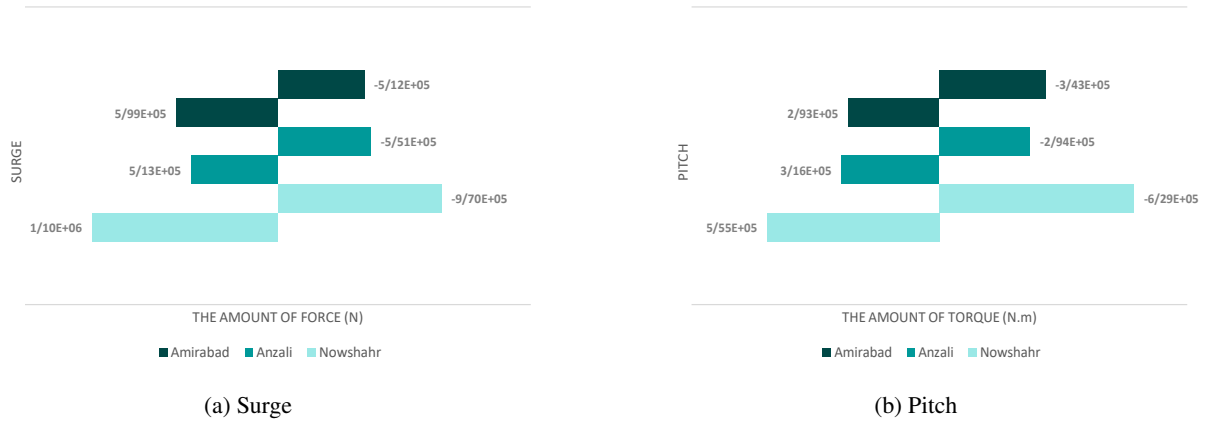 SURGE
-5/12E+05
5/99E+05
-5/51E+05
5/13E+05
-9/70E+05
1/10E+06
THE AMOUNT OF FORCE (N)
Amirabad Anzali Nowshahr
(a) Surge
PITCH
-3/43E+05
2/93E+05
-2/94E+05
3/16E+05
-6/29E+05
5/55E+05
THE AMOUNT OF TORQUE (N.m)
Amirabad Anzali Nowshahr
(b) Pitch